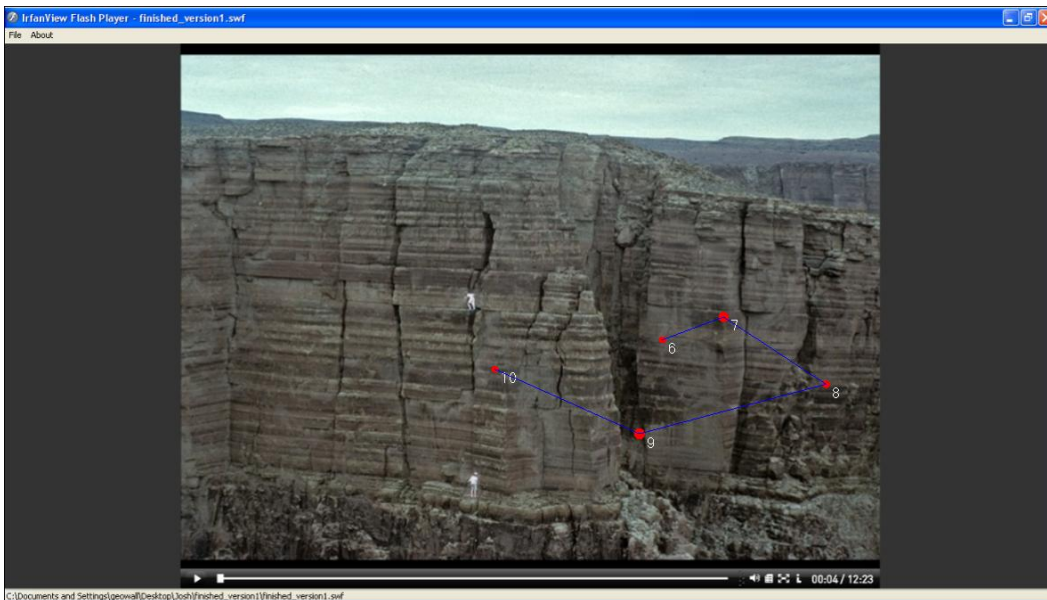 IrfanView Flash Player - finished_version1.swf
File About
7
6
10
8
9
00:04 / 12:23
C:\Documents and Settings\geowall\Desktop\Josh\finished_version1\finished_version1.swf